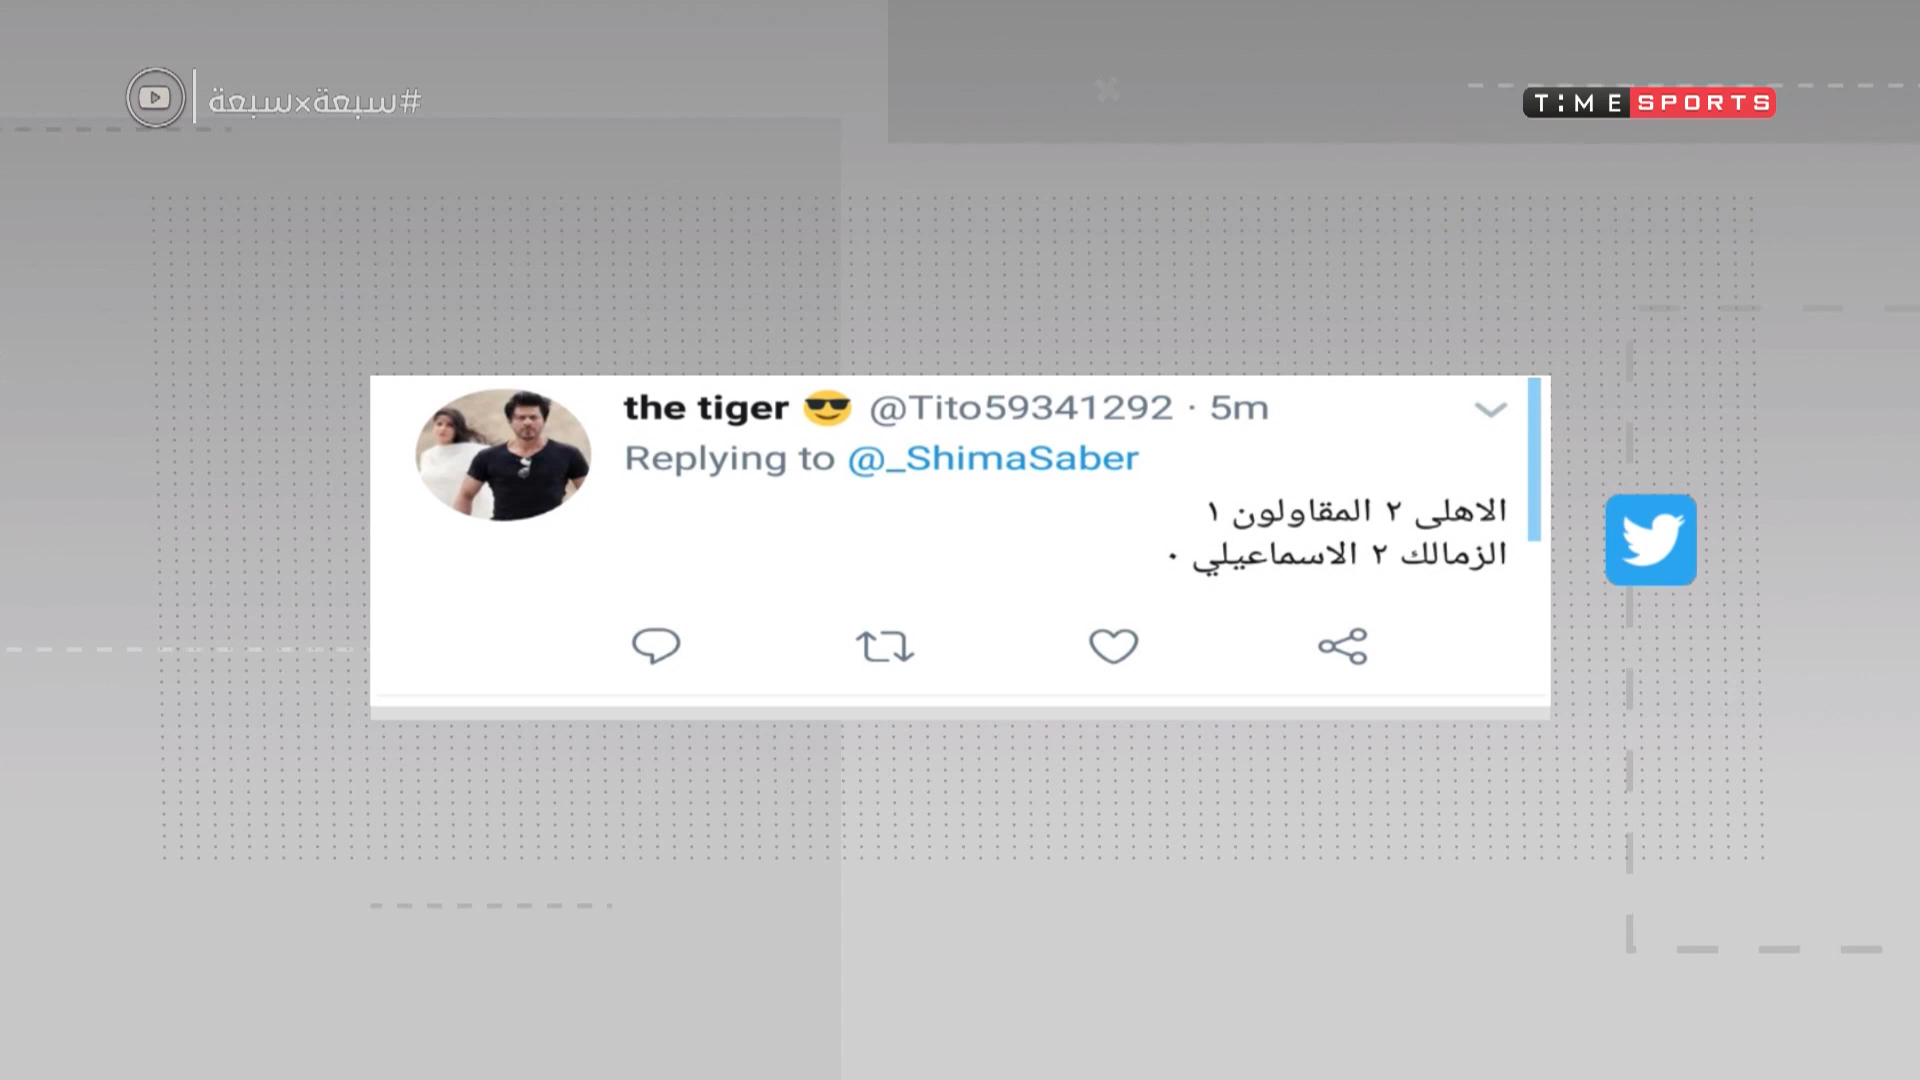 #سبعة×سبعة
TIME SPORTS
the tiger 😎 @Tito59341292 · 5m
Replying to @_ShimaSaber
الاهلى ٢ المقاولون ١
الزمالك ٢ الاسماعيلي ٠